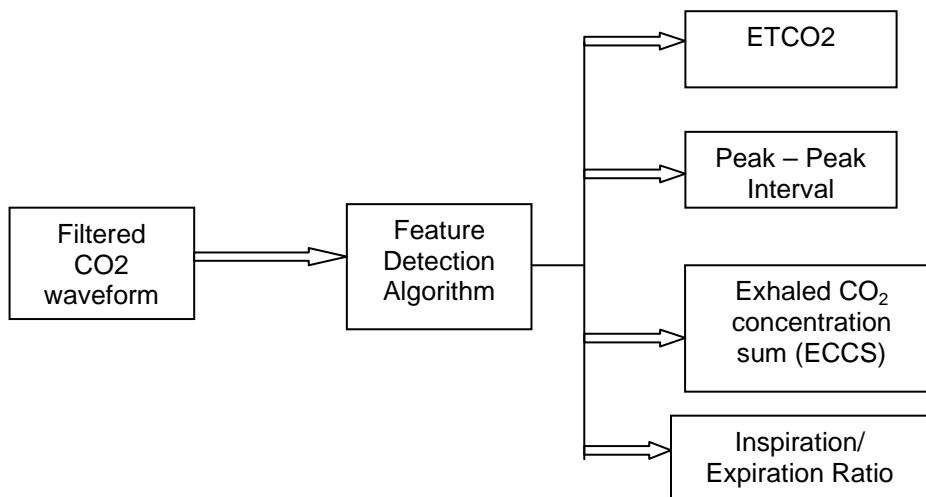 Filtered
CO2
waveform
Feature
Detection
Algorithm
ETCO2
Peak – Peak
Interval
Exhaled CO₂
concentration
sum (ECCS)
Inspiration/
Expiration Ratio